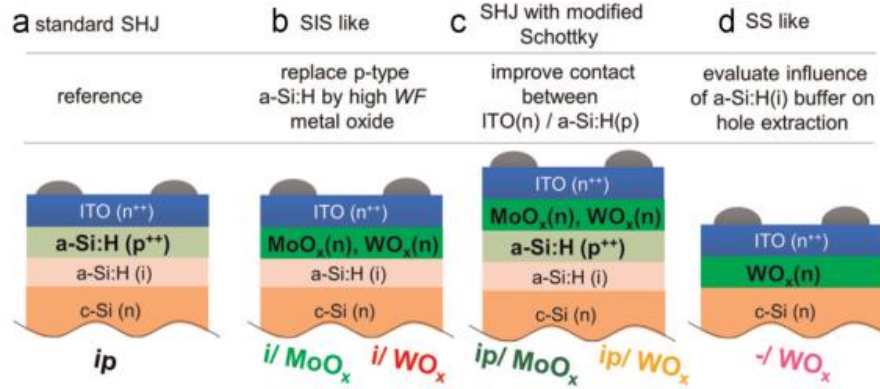 a standard SHJ
reference
ITO (n⁺⁺)
a-Si:H (p⁺⁺)
a-Si:H (i)
c-Si (n)
ip
b SIS like
replace p-type
a-Si:H by high WF
metal oxide
ITO (n⁺⁺)
MoOₓ(n), WOₓ(n)
a-Si:H (i)
c-Si (n)
i/ MoOₓ i/ WOₓ
c SHJ with modified
Schottky
improve contact
between
ITO(n) / a-Si:H(p)
ITO (n⁺⁺)
MoOₓ(n), WOₓ(n)
a-Si:H (p⁺⁺)
a-Si:H (i)
c-Si (n)
ip/ MoOₓ ip/ WOₓ
d SS like
evaluate influence
of a-Si:H(i) buffer on
hole extraction
ITO (n⁺⁺)
WOₓ(n)
c-Si (n)
-/ WOₓ